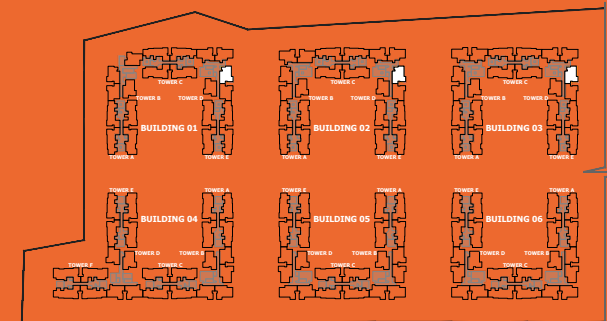 TOWER C TOWER C TOWER C
TOWER B TOWER D TOWER B TOWER D TOWER B TOWER D
BUILDING 01 BUILDING 02 BUILDING 03
TOWER A TOWER E TOWER A TOWER E TOWER A TOWER E
TOWER E TOWER A TOWER E TOWER A TOWER E TOWER A
BUILDING 04 BUILDING 05 BUILDING 06
TOWER D TOWER B TOWER D TOWER B TOWER D TOWER B
TOWER F TOWER C TOWER C TOWER C